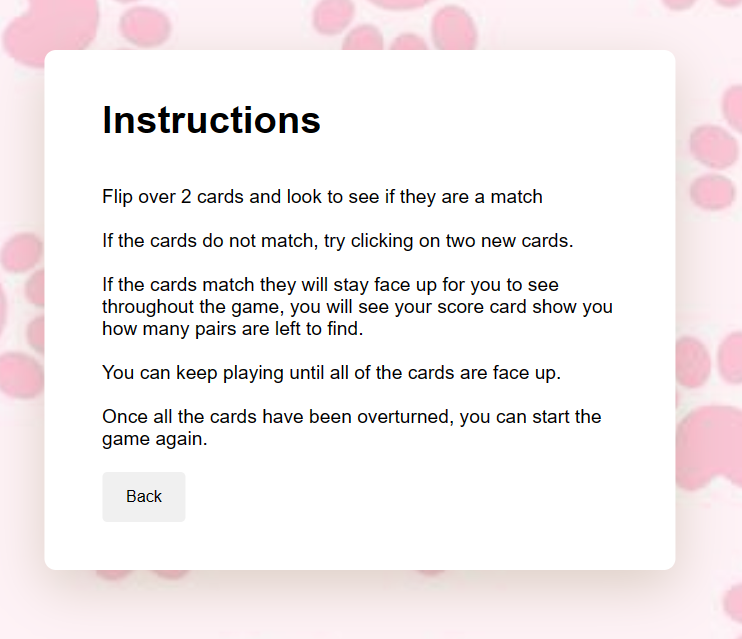 Instructions
Flip over 2 cards and look to see if they are a match
If the cards do not match, try clicking on two new cards.
If the cards match they will stay face up for you to see
throughout the game, you will see your score card show you
how many pairs are left to find.
You can keep playing until all of the cards are face up.
Once all the cards have been overturned, you can start the
game again.
Back